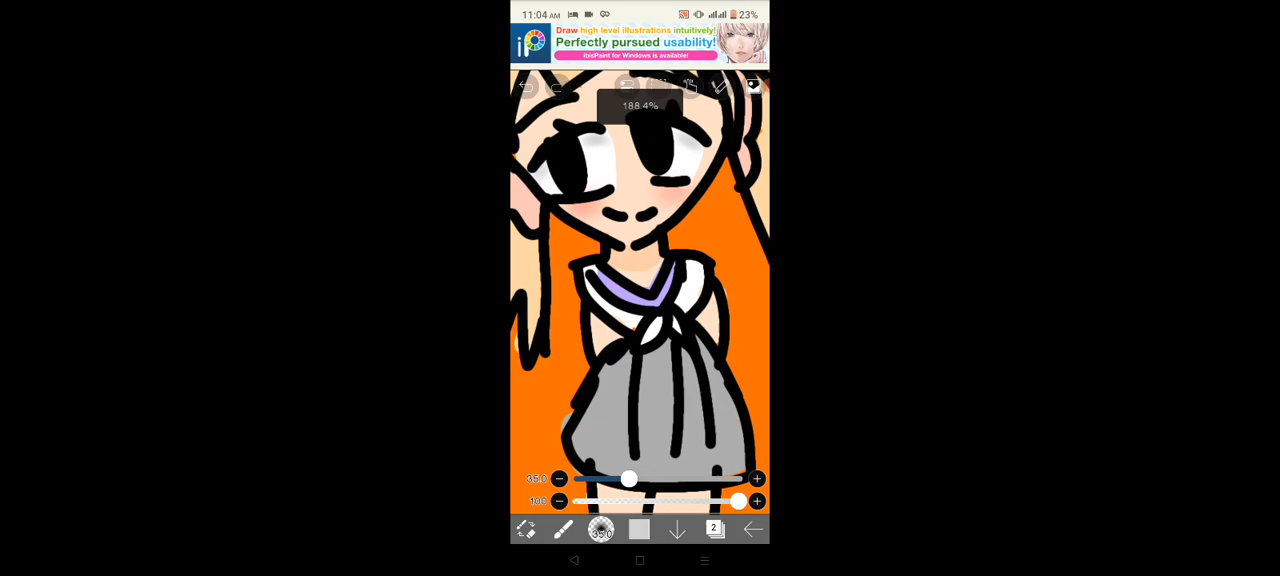 11:04 AM
23%
iP
Draw high level illustrations intuitively!
Perfectly pursued usability!
ibisPaint for Windows is available!
188.4%
35.0
100
35.0
2